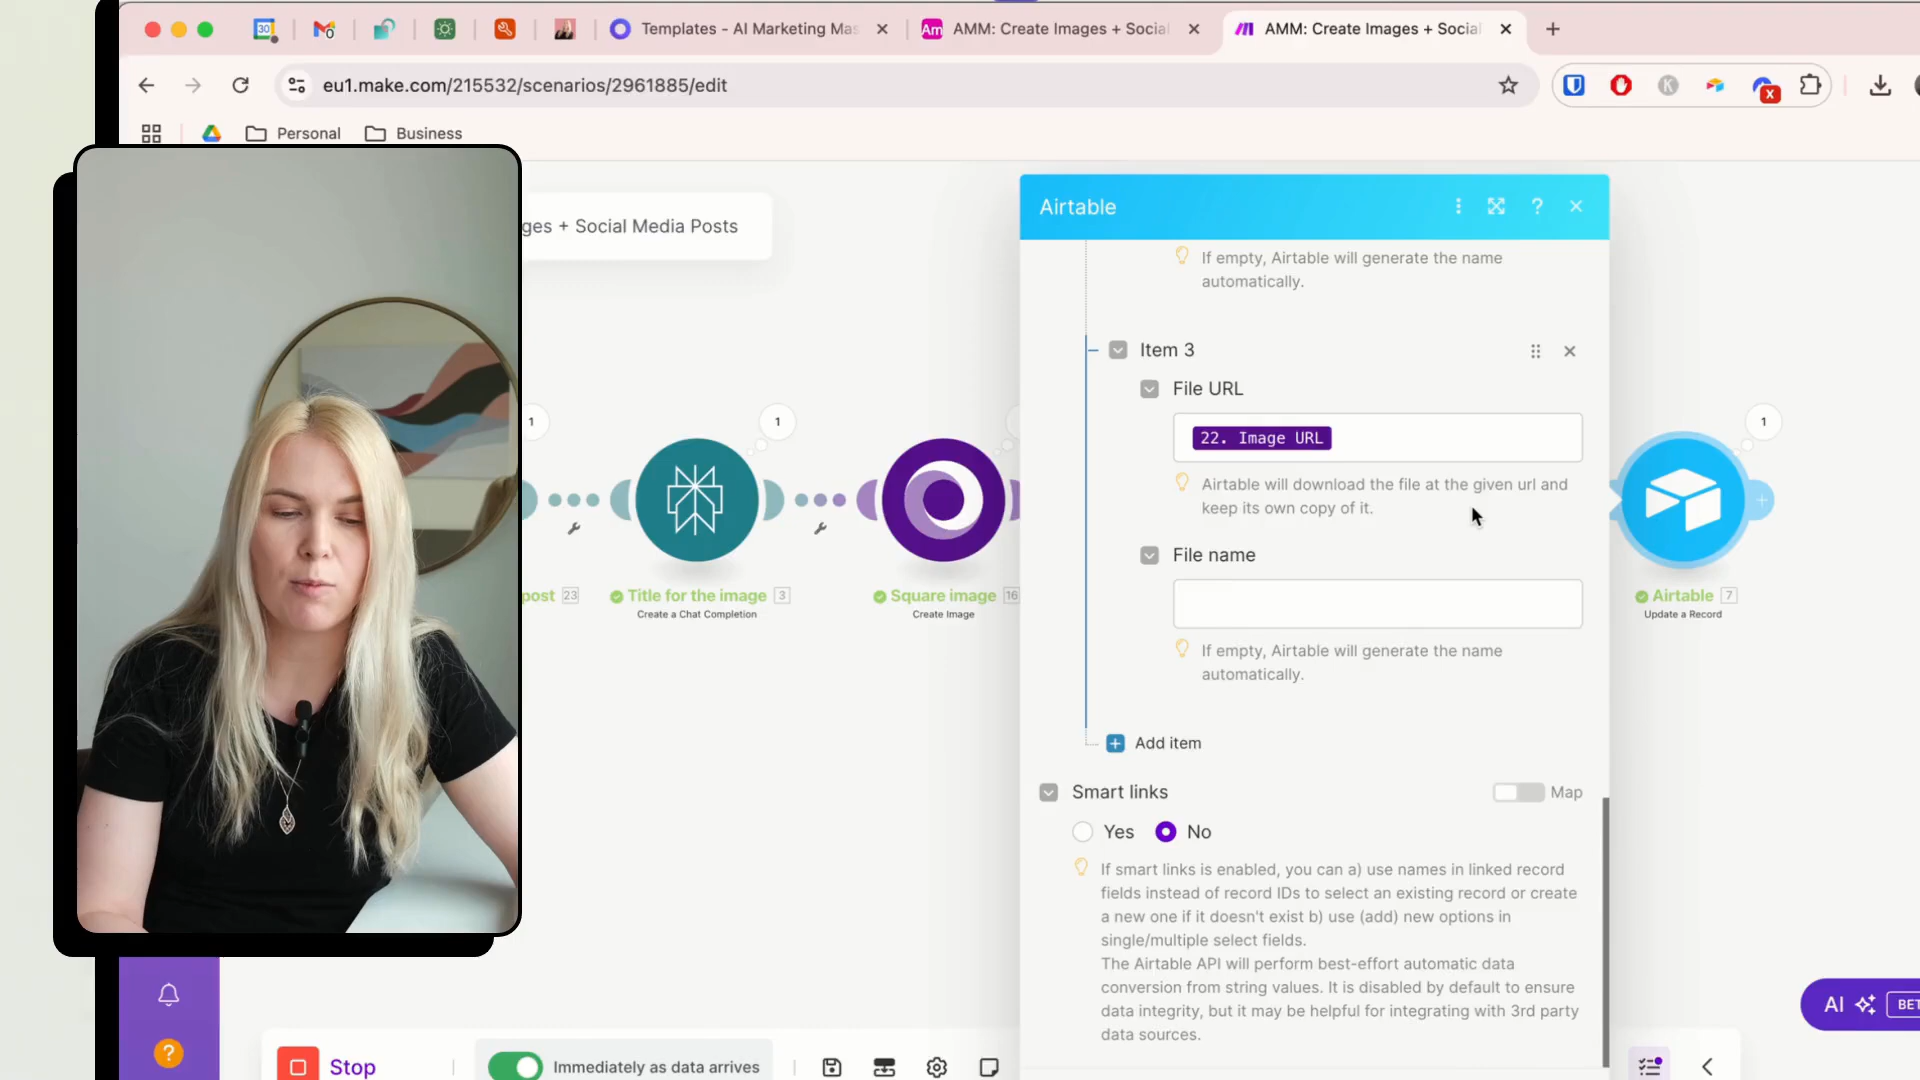 30
0
Templates - AI Marketing Mas
Am
AMM: Create Images + Social
AMM: Create Images + Social
eu1.make.com/215532/scenarios/2961885/edit
K
x
Personal
Business
ges + Social Media Posts
Airtable
?
If empty, Airtable will generate the name
automatically.
Item 3
File URL
22. Image URL
Airtable will download the file at the given url and
keep its own copy of it.
File name
If empty, Airtable will generate the name
automatically.
Add item
Smart links
Map
Yes
No
If smart links is enabled, you can a) use names in linked record
fields instead of record IDs to select an existing record or create
a new one if it doesn't exist b) use (add) new options in
single/multiple select fields.
The Airtable API will perform best-effort automatic data
conversion from string values. It is disabled by default to ensure
data integrity, but it may be helpful for integrating with 3rd party
data sources.
1
post 23
1
Title for the image 3
Create a Chat Completion
Square image 16
Create Image
1
Airtable 7
Update a Record
AI
BET
?
Stop
Immediately as data arrives